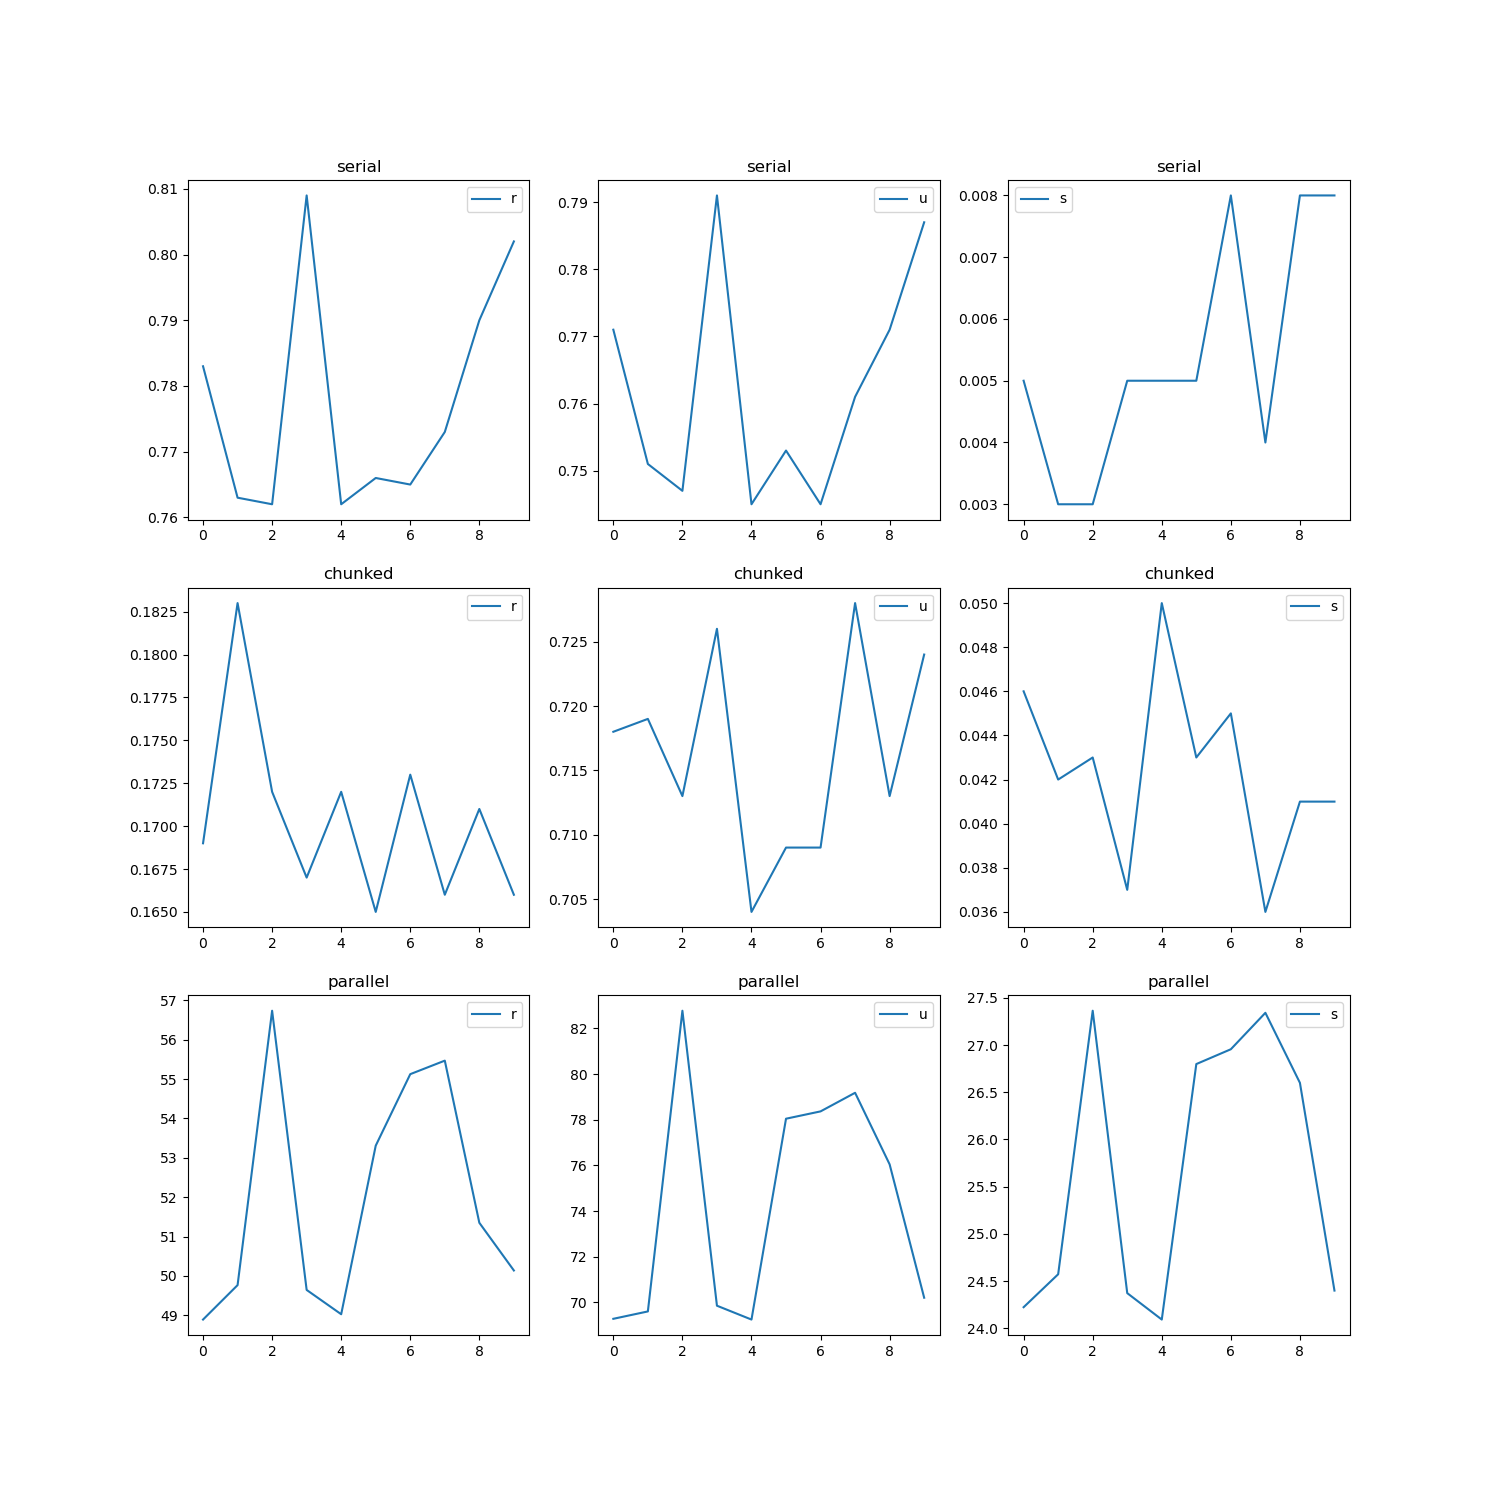 serial serial serial
0.81
0.80
0.79
0.78
0.77
0.76
r
0 2 4 6 8
0.79
0.78
0.77
0.76
0.75
u
0 2 4 6 8
0.008
0.007
0.006
0.005
0.004
0.003
s
0 2 4 6 8
chunked chunked chunked
0.1825
0.1800
0.1775
0.1750
0.1725
0.1700
0.1675
0.1650
r
0 2 4 6 8
0.725
0.720
0.715
0.710
0.705
u
0 2 4 6 8
0.050
0.048
0.046
0.044
0.042
0.040
0.038
0.036
s
0 2 4 6 8
parallel parallel parallel
57
56
55
54
53
52
51
50
49
r
0 2 4 6 8
82
80
78
76
74
72
70
u
0 2 4 6 8
27.5
27.0
26.5
26.0
25.5
25.0
24.5
24.0
s
0 2 4 6 8